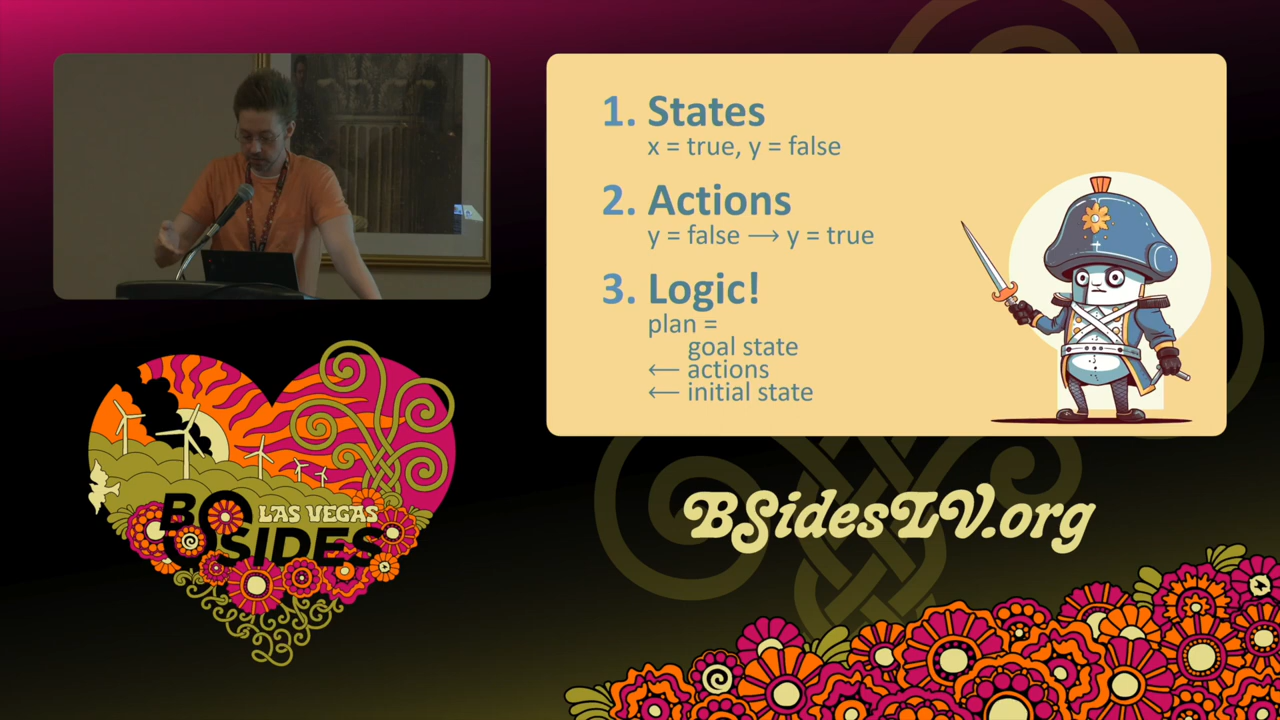 1. States
x = true, y = false
2. Actions
y = false ⟶ y = true
3. Logic!
plan =
goal state
⟵ actions
⟵ initial state
BSidesLV.org
LAS VEGAS
BSIDES
23